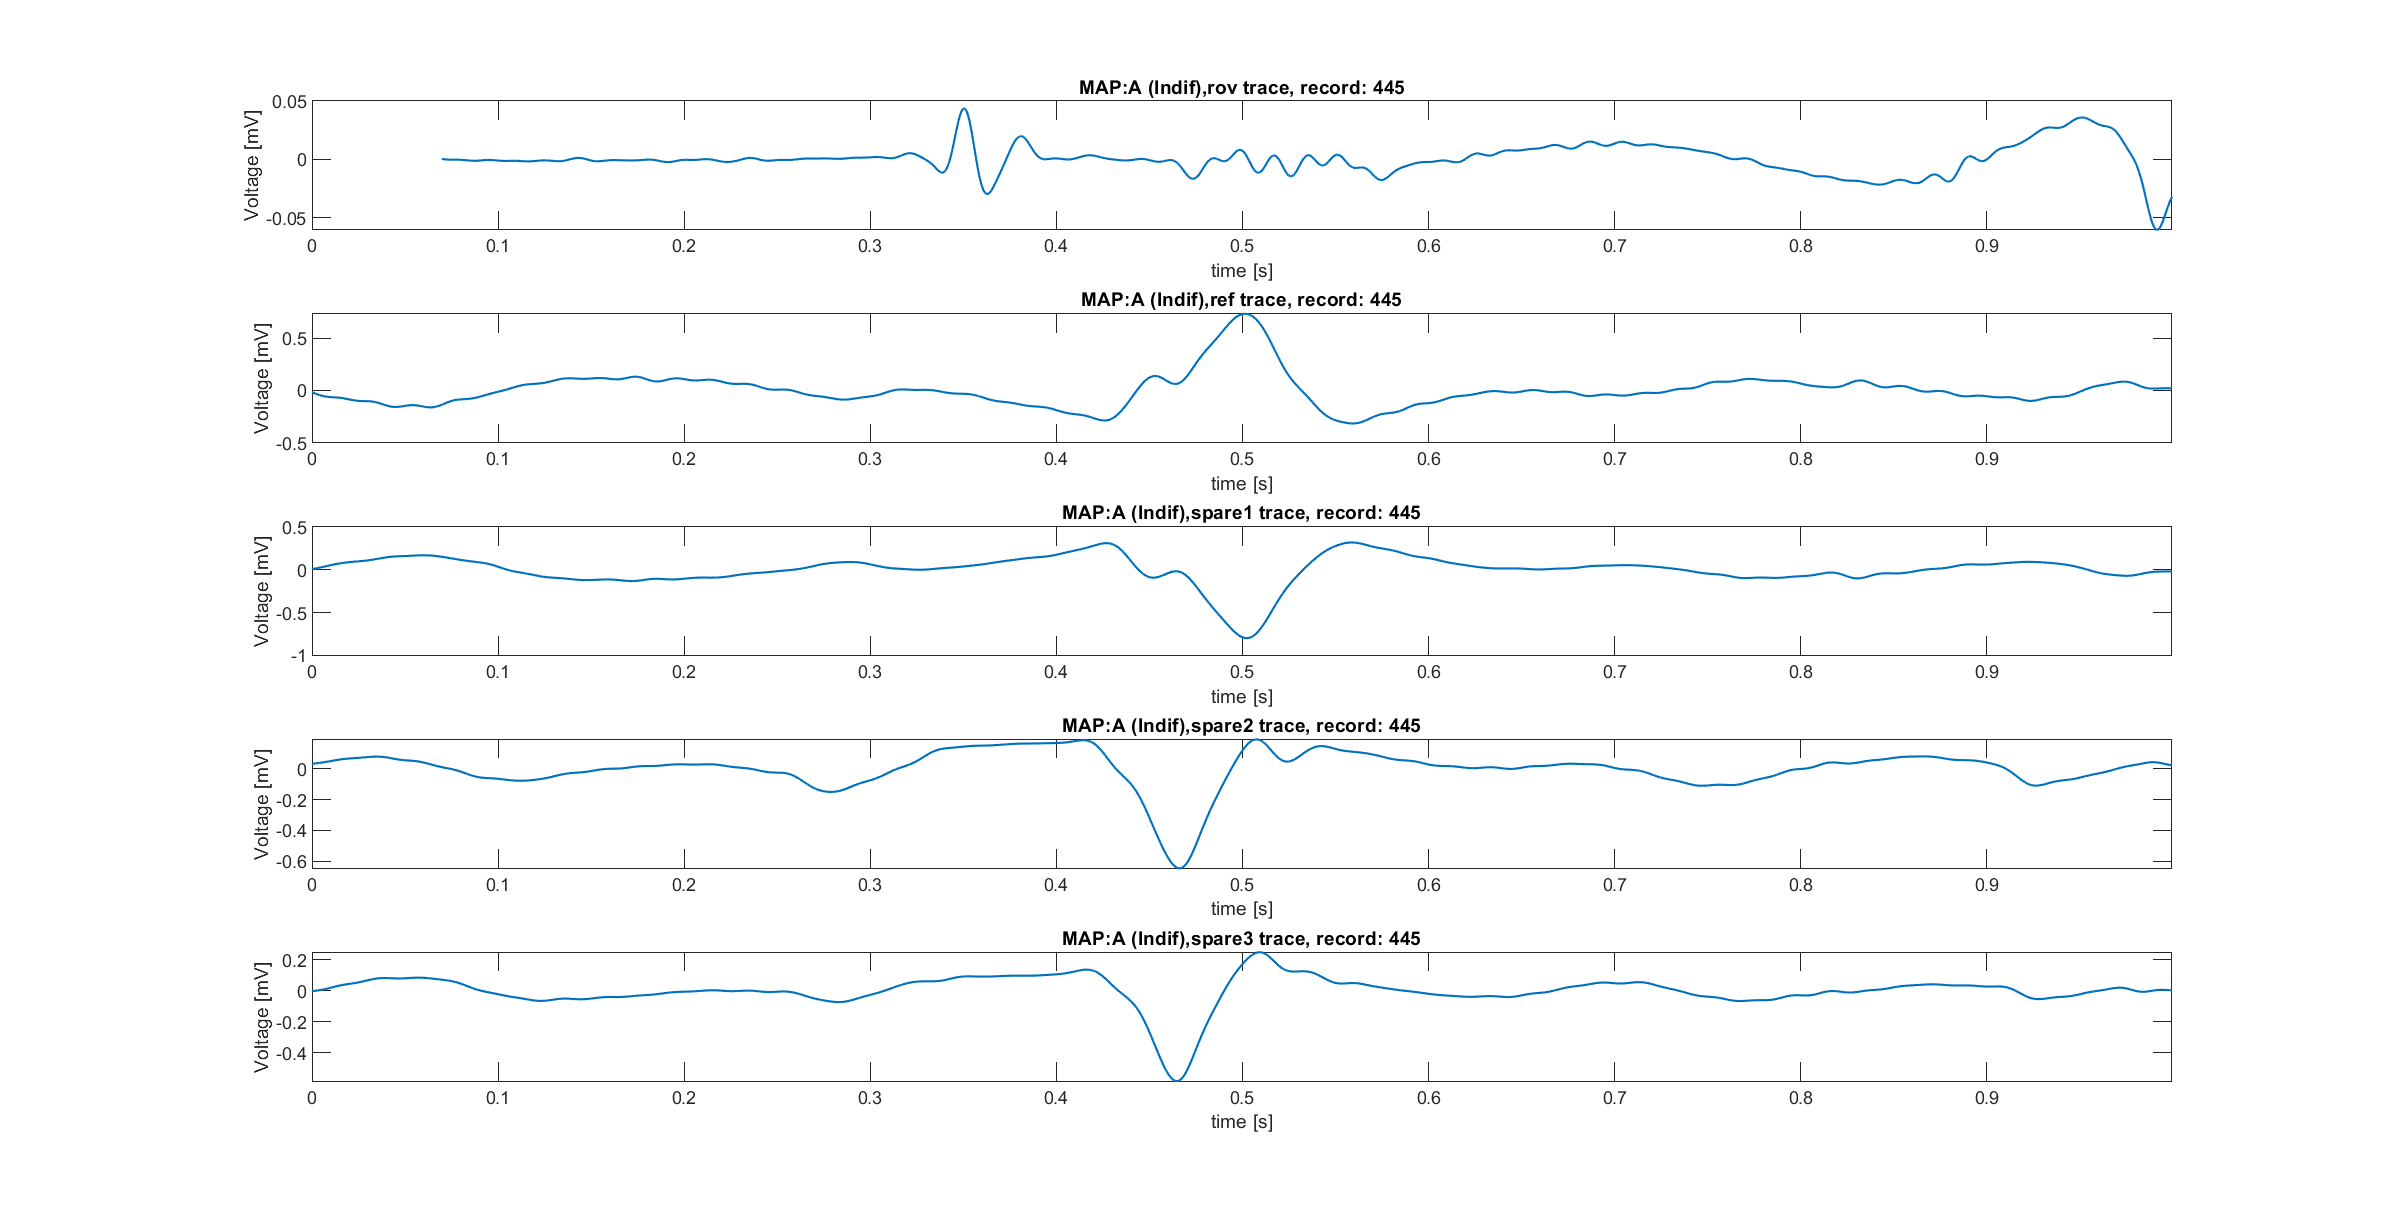 MAP:A (Indif),rov trace, record: 445
Voltage [mV]
0.05
0
-0.05
0 0.1 0.2 0.3 0.4 0.5 0.6 0.7 0.8 0.9
time [s]
MAP:A (Indif),ref trace, record: 445
Voltage [mV]
0.5
0
-0.5
0 0.1 0.2 0.3 0.4 0.5 0.6 0.7 0.8 0.9
time [s]
MAP:A (Indif),spare1 trace, record: 445
Voltage [mV]
0.5
0
-0.5
-1
0 0.1 0.2 0.3 0.4 0.5 0.6 0.7 0.8 0.9
time [s]
MAP:A (Indif),spare2 trace, record: 445
Voltage [mV]
0
-0.2
-0.4
-0.6
0 0.1 0.2 0.3 0.4 0.5 0.6 0.7 0.8 0.9
time [s]
MAP:A (Indif),spare3 trace, record: 445
Voltage [mV]
0.2
0
-0.2
-0.4
0 0.1 0.2 0.3 0.4 0.5 0.6 0.7 0.8 0.9
time [s]